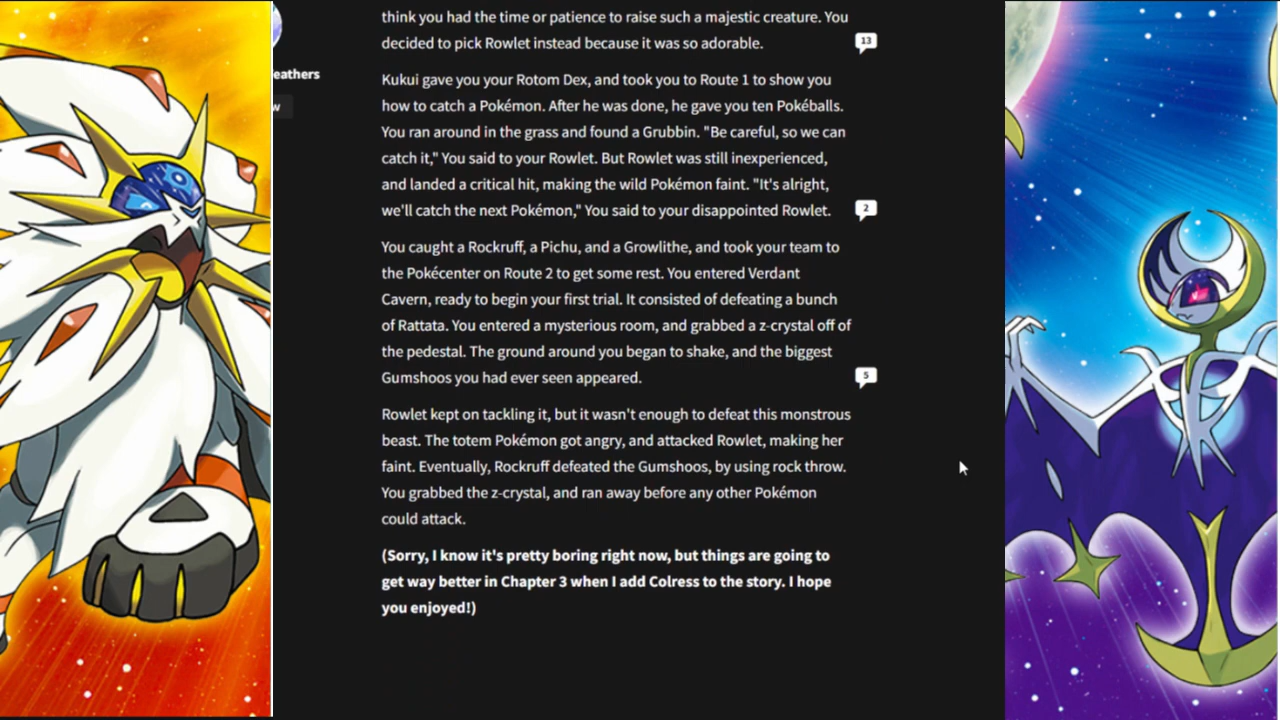 think you had the time or patience to raise such a majestic creature. You
decided to pick Rowlet instead because it was so adorable.
13
eathers
Kukui gave you your Rotom Dex, and took you to Route 1 to show you
w
how to catch a Pokémon. After he was done, he gave you ten Pokéballs.
You ran around in the grass and found a Grubbin. "Be careful, so we can
catch it," You said to your Rowlet. But Rowlet was still inexperienced,
and landed a critical hit, making the wild Pokémon faint. "It's alright,
we'll catch the next Pokémon," You said to your disappointed Rowlet.
2
You caught a Rockruff, a Pichu, and a Growlithe, and took your team to
the Pokécenter on Route 2 to get some rest. You entered Verdant
Cavern, ready to begin your first trial. It consisted of defeating a bunch
of Rattata. You entered a mysterious room, and grabbed a z-crystal off of
the pedestal. The ground around you began to shake, and the biggest
Gumshoos you had ever seen appeared.
5
Rowlet kept on tackling it, but it wasn't enough to defeat this monstrous
beast. The totem Pokémon got angry, and attacked Rowlet, making her
faint. Eventually, Rockruff defeated the Gumshoos, by using rock throw.
You grabbed the z-crystal, and ran away before any other Pokémon
could attack.
(Sorry, I know it's pretty boring right now, but things are going to
get way better in Chapter 3 when I add Colress to the story. I hope
you enjoyed!)